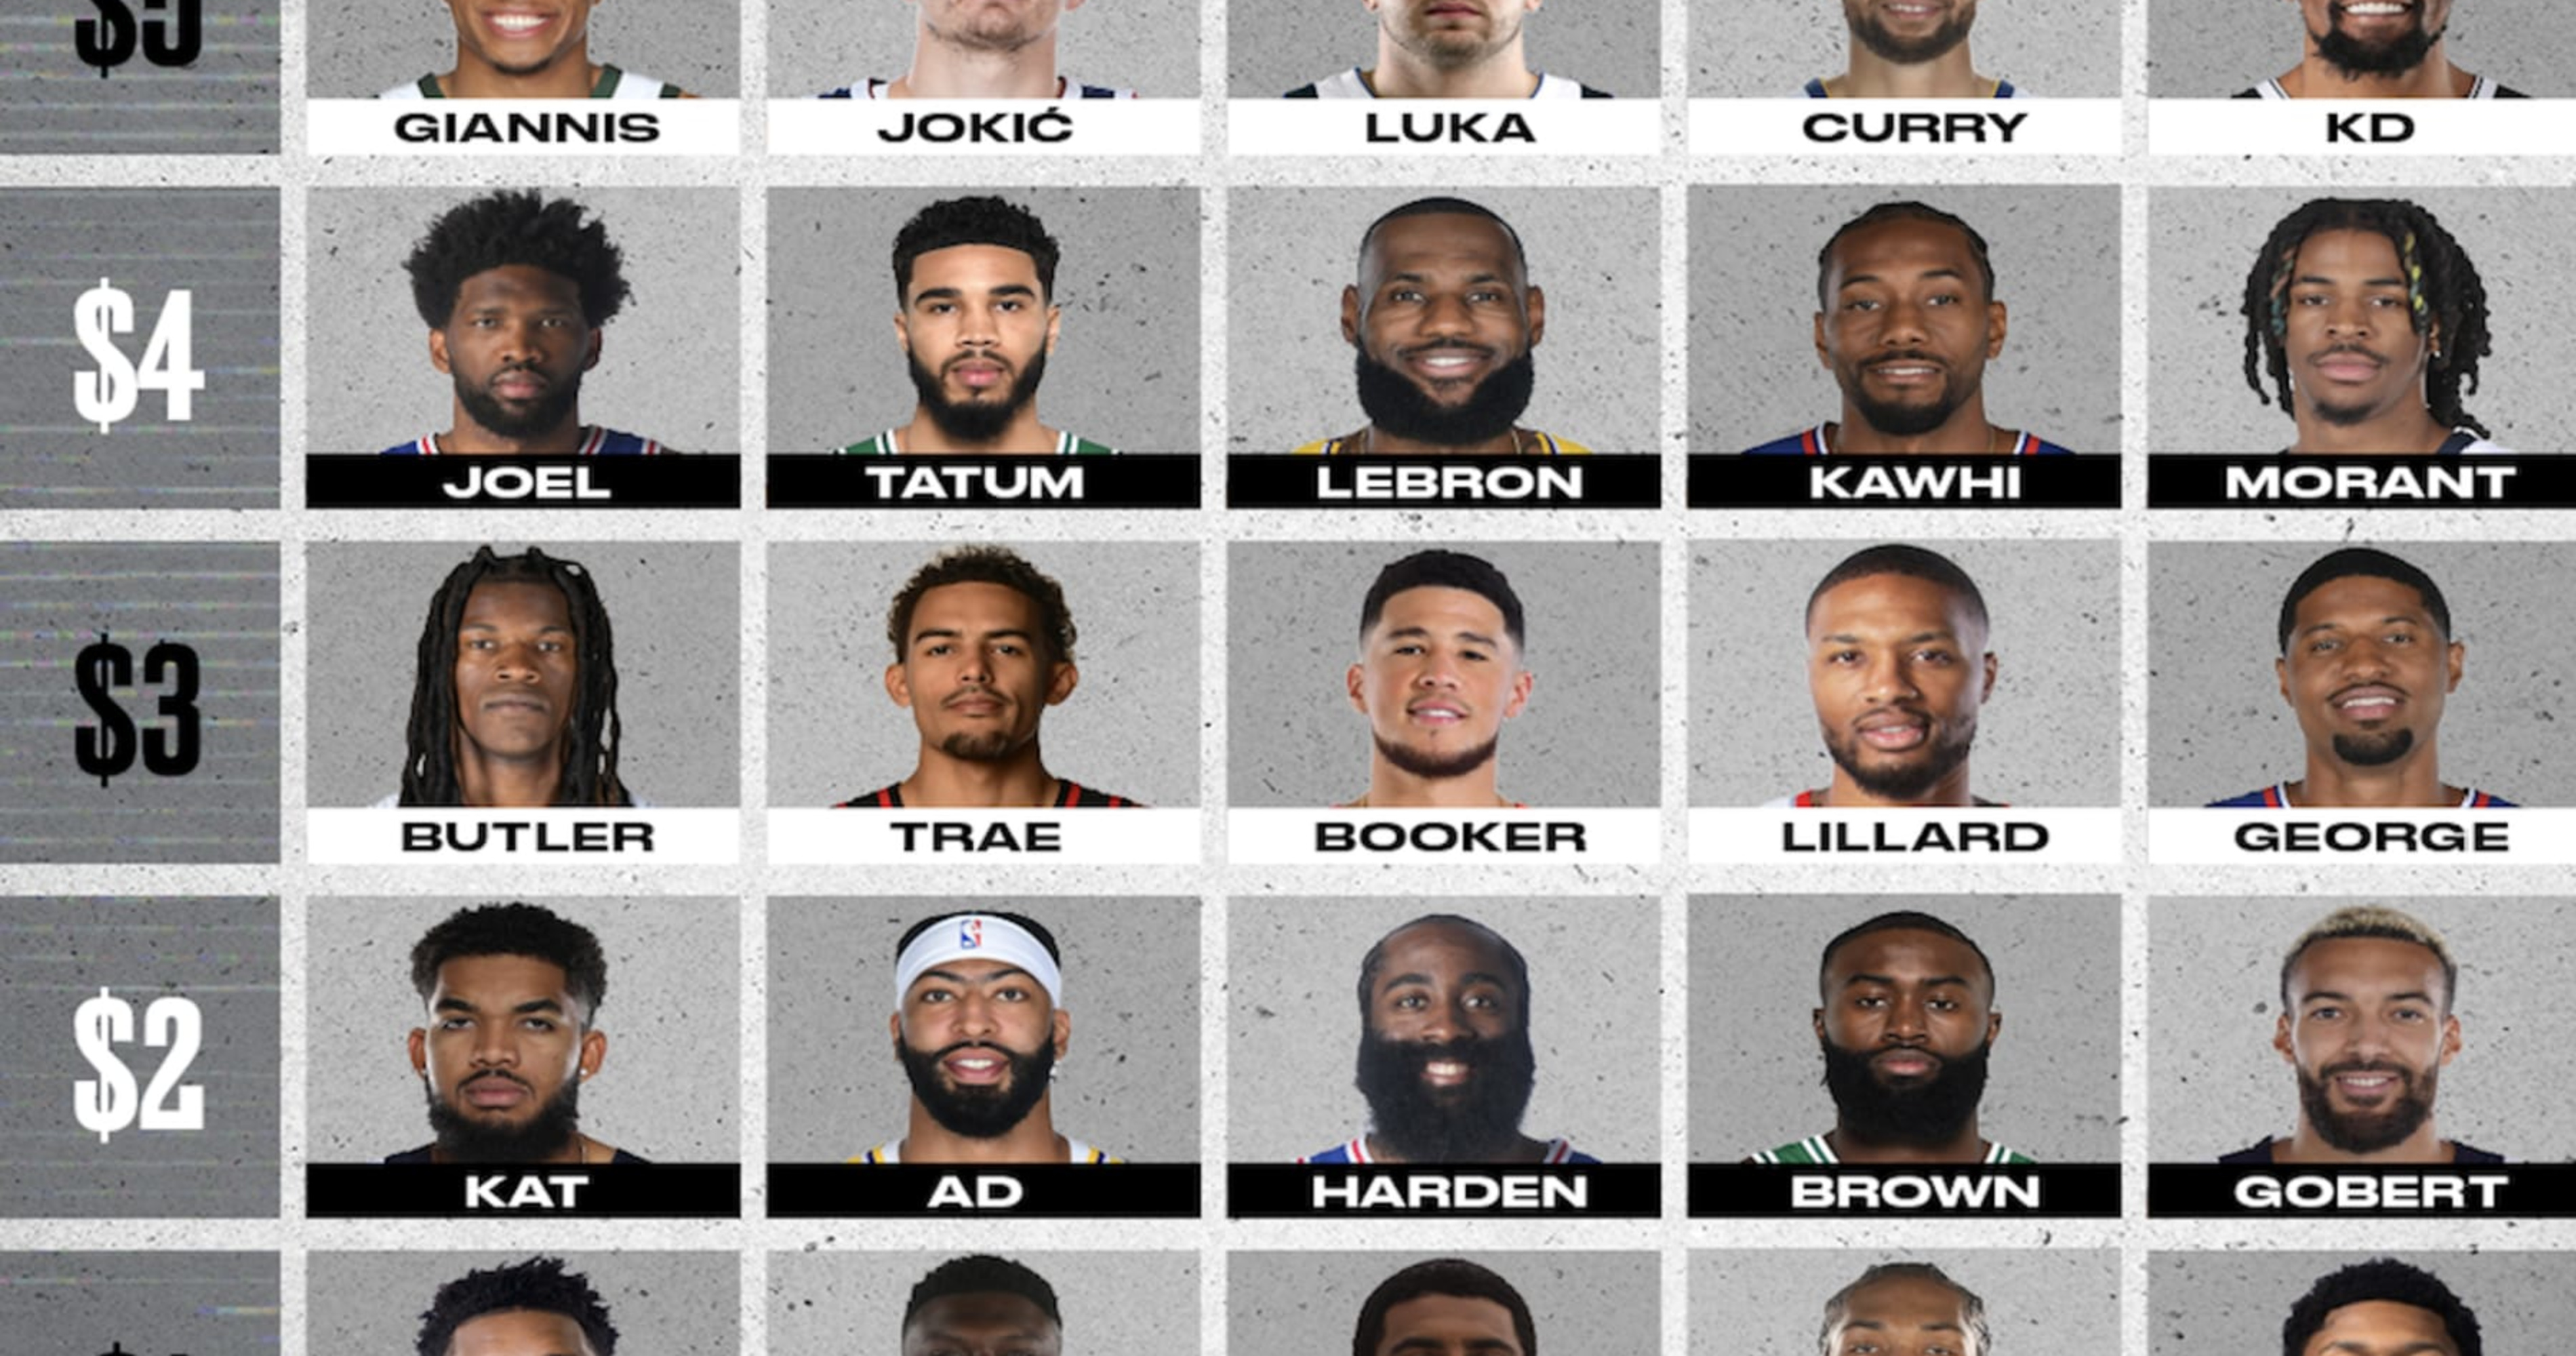 $5
GIANNIS JOKIĆ LUKA CURRY KD
$4
JOEL TATUM LEBRON KAWHI MORANT
$3
BUTLER TRAE BOOKER LILLARD GEORGE
$2
KAT AD HARDEN BROWN GOBERT